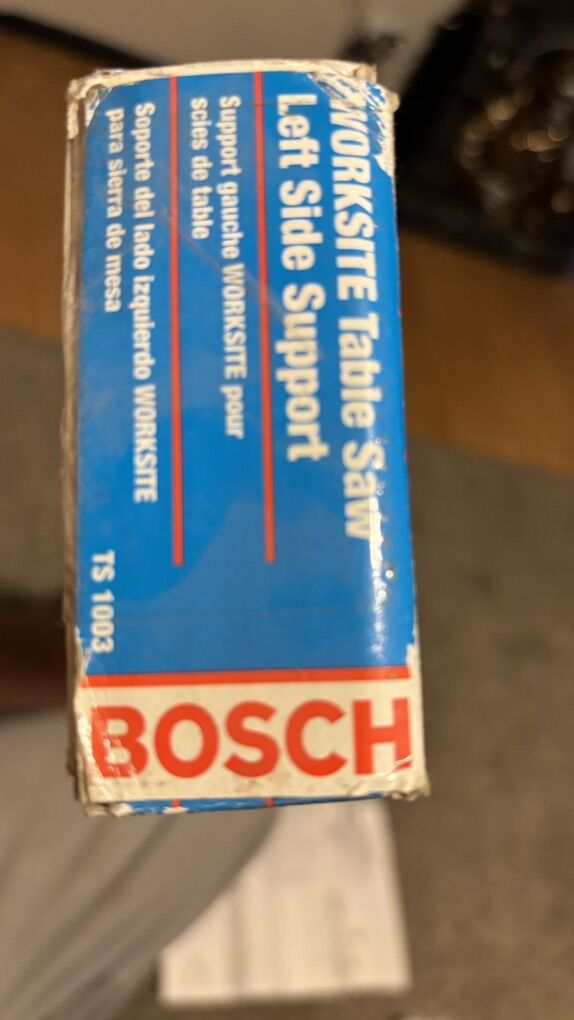 WORKSITE Table Saw
Left Side Support
Support gauche WORKSITE pour
scies de table
Soporte del lado izquierdo WORKSITE
para sierra de mesa
TS 1003
BOSCH